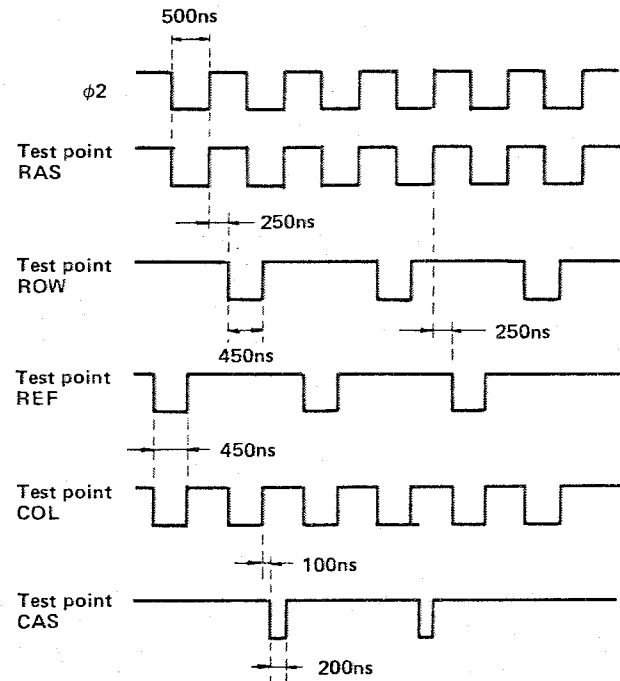 500ns
ϕ2
Test point
RAS
250ns
Test point
ROW
250ns
450ns
Test point
REF
450ns
Test point
COL
100ns
Test point
CAS
200ns